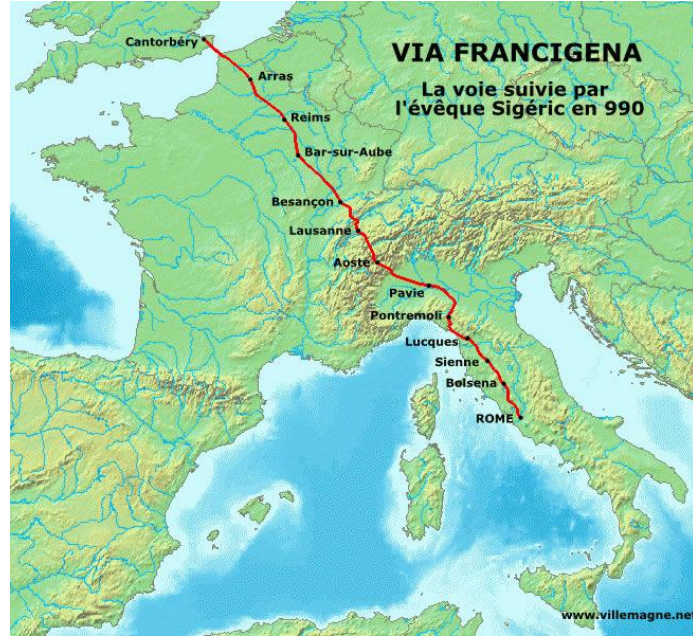 VIA FRANCIGENA
La voie suivie par
l'évêque Sigéric en 990
Cantorbéry
Arras
Reims
Bar-sur-Aube
Besançon
Lausanne
Aoste
Pavie
Pontremoli
Lucques
Sienne
Bolsena
ROME
www.villemagne.net